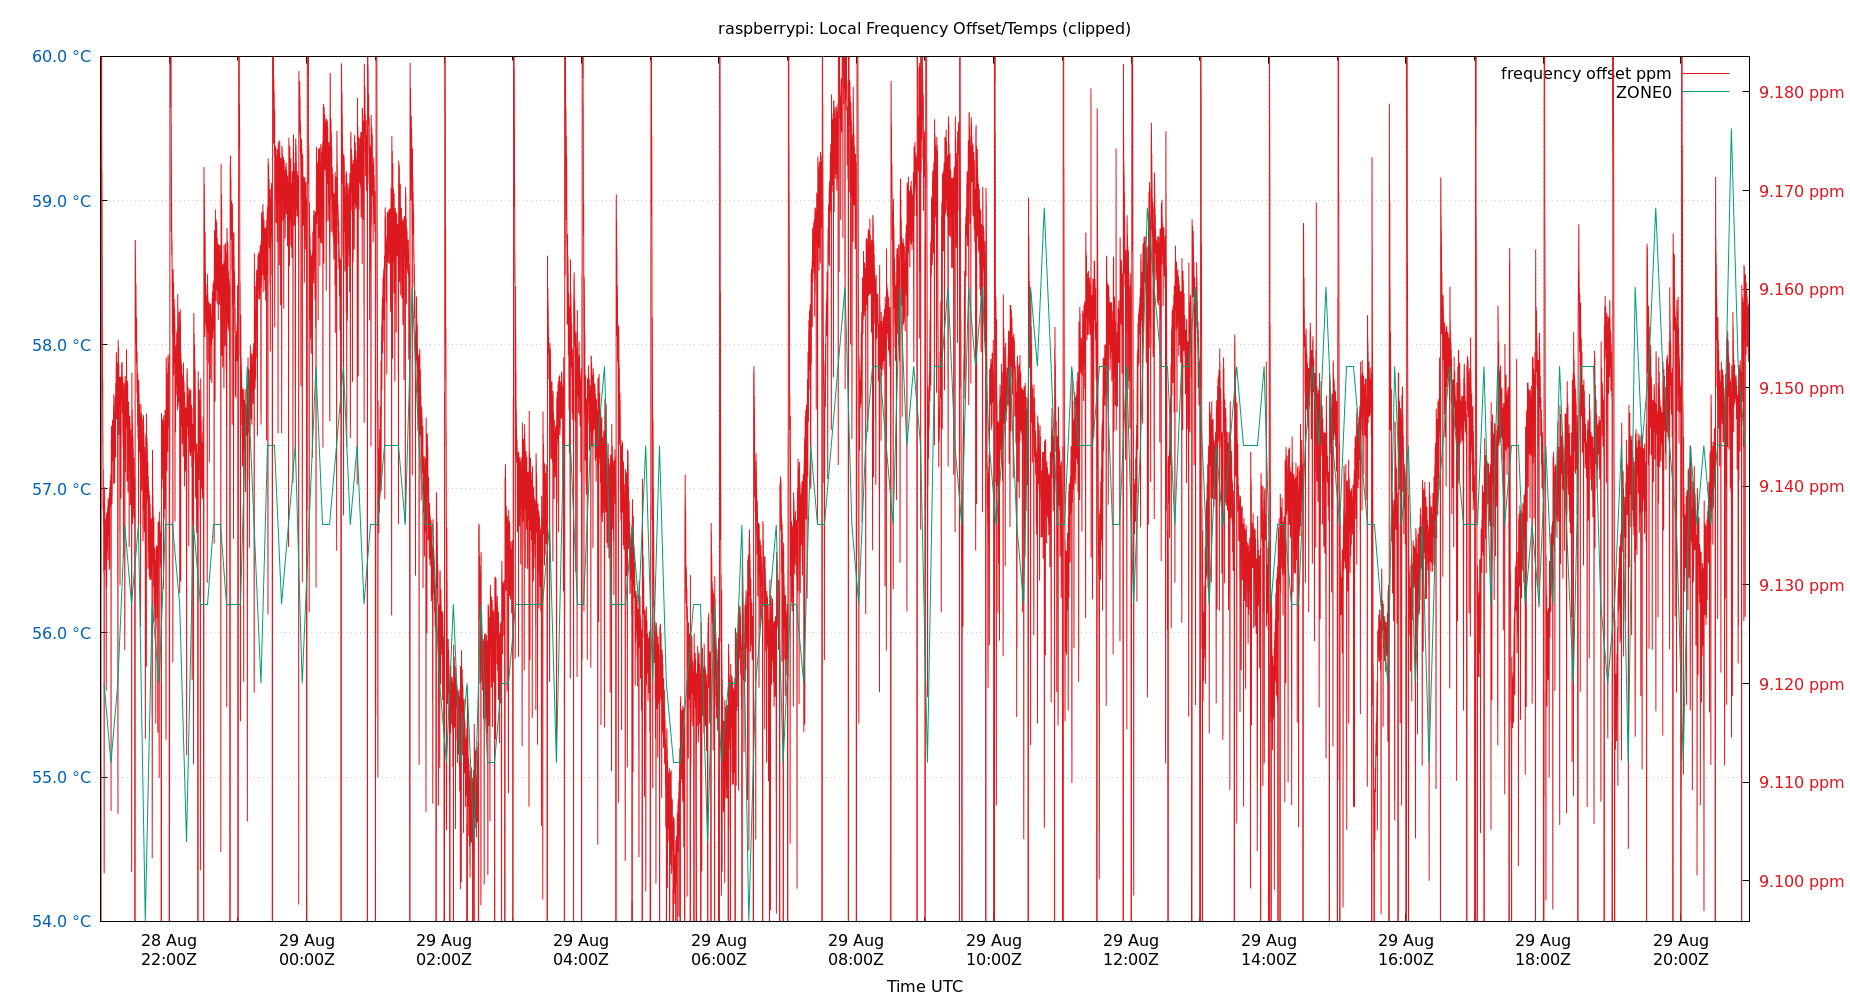 raspberrypi: Local Frequency Offset/Temps (clipped)
60.0 °C
59.0 °C
58.0 °C
57.0 °C
56.0 °C
55.0 °C
54.0 °C
frequency offset ppm
ZONE0
9.180 ppm
9.170 ppm
9.160 ppm
9.150 ppm
9.140 ppm
9.130 ppm
9.120 ppm
9.110 ppm
9.100 ppm
28 Aug 29 Aug 29 Aug 29 Aug 29 Aug 29 Aug 29 Aug 29 Aug 29 Aug 29 Aug 29 Aug 29 Aug
22:00Z 00:00Z 02:00Z 04:00Z 06:00Z 08:00Z 10:00Z 12:00Z 14:00Z 16:00Z 18:00Z 20:00Z
Time UTC